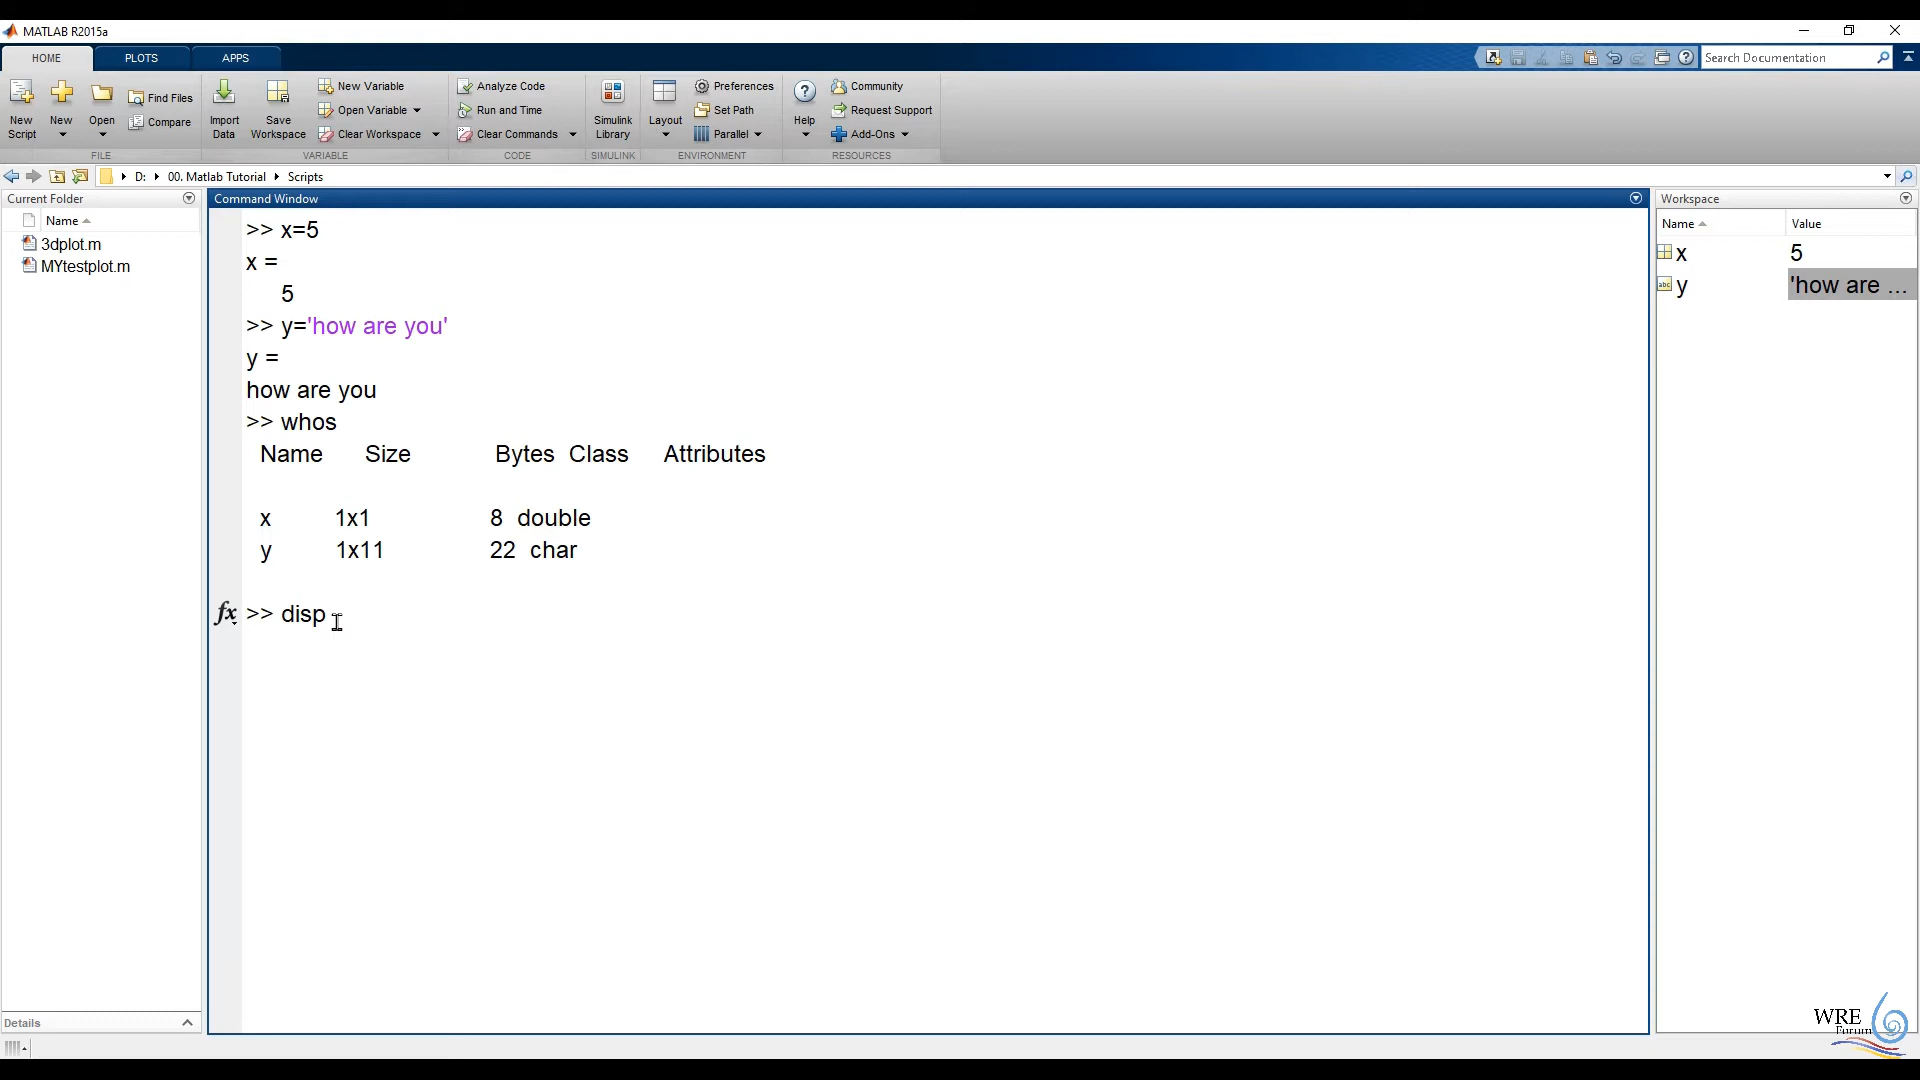 MATLAB R2015a
HOME PLOTS APPS
Search Documentation
New Script
New
Open
Find Files
Compare
FILE
Import Data
Save Workspace
New Variable
Open Variable
Clear Workspace
VARIABLE
Analyze Code
Run and Time
Clear Commands
CODE
Simulink Library
SIMULINK
Layout
Preferences
Set Path
Parallel
ENVIRONMENT
Help
Community
Request Support
Add-Ons
RESOURCES
D: 00. Matlab Tutorial Scripts
Current Folder
Name
3dplot.m
MYtestplot.m
Details
Command Window
>> x=5
x =
5
>> y='how are you'
y =
how are you
>> whos
Name Size Bytes Class Attributes
x 1x1 8 double
y 1x11 22 char
fx >> disp
Workspace
Name Value
x 5
abc y 'how are ...
WRE
Forum